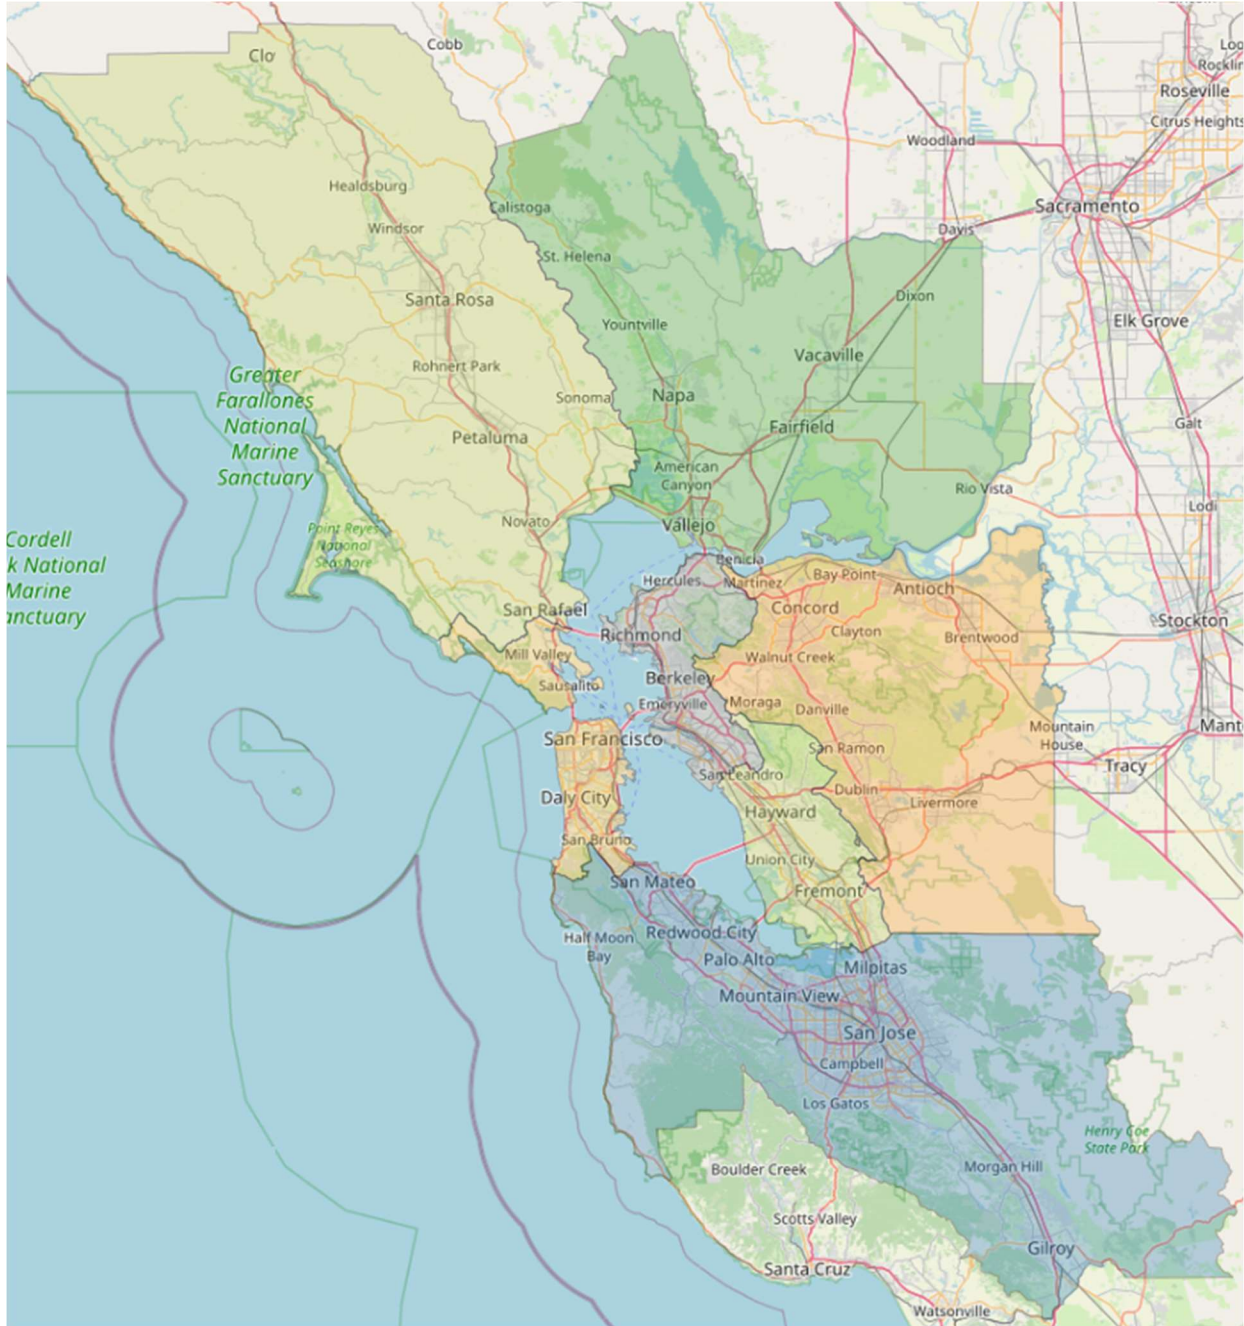 Cobb
Clo
Loo
Rocklin
Roseville
Citrus Heights
Woodland
Healdsburg
Calistoga
Sacramento
Windsor
Davis
St. Helena
Santa Rosa
Dixon
Yountville
Elk Grove
Vacaville
Rohnert Park
Greater
Farallones
National
Marine
Sanctuary
Sonoma
Napa
Galt
Fairfield
Petaluma
American
Canyon
Rio Vista
Lodi
Novato
Vallejo
Point Reyes
National
Seashore
Cordell
k National
Marine
anctuary
Benicia
Hercules
Martinez
Bay Point
Antioch
San Rafael
Concord
Stockton
Richmond
Clayton
Brentwood
Mill Valley
Walnut Creek
Berkeley
Sausalito
Emeryville
Moraga
Danville
Mountain
House
Mant
San Francisco
San Ramon
Tracy
San Leandro
Dublin
Daly City
Livermore
Hayward
San Bruno
Union City
San Mateo
Fremont
Redwood City
Half Moon
Bay
Palo Alto
Milpitas
Mountain View
San Jose
Campbell
Los Gatos
Henry Coe
State Park
Boulder Creek
Morgan Hill
Scotts Valley
Gilroy
Santa Cruz
Watsonville